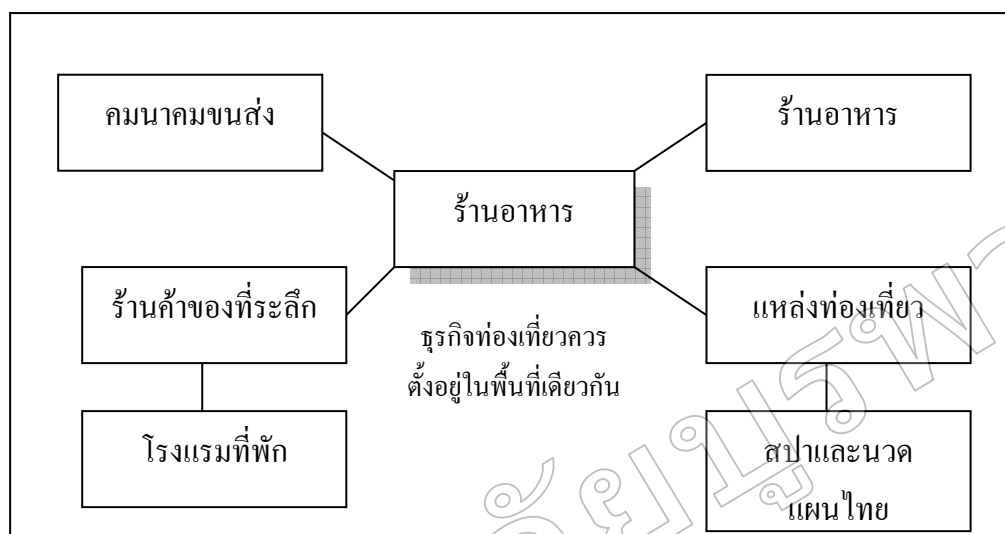 คมนาคมขนส่ง
ร้านอาหาร
ร้านอาหาร
ร้านค้าของที่ระลึก
แหล่งท่องเที่ยว
ธุรกิจท่องเที่ยวควร
ตั้งอยู่ในพื้นที่เดียวกัน
โรงแรมที่พัก
สปาและนวด
แผนไทย